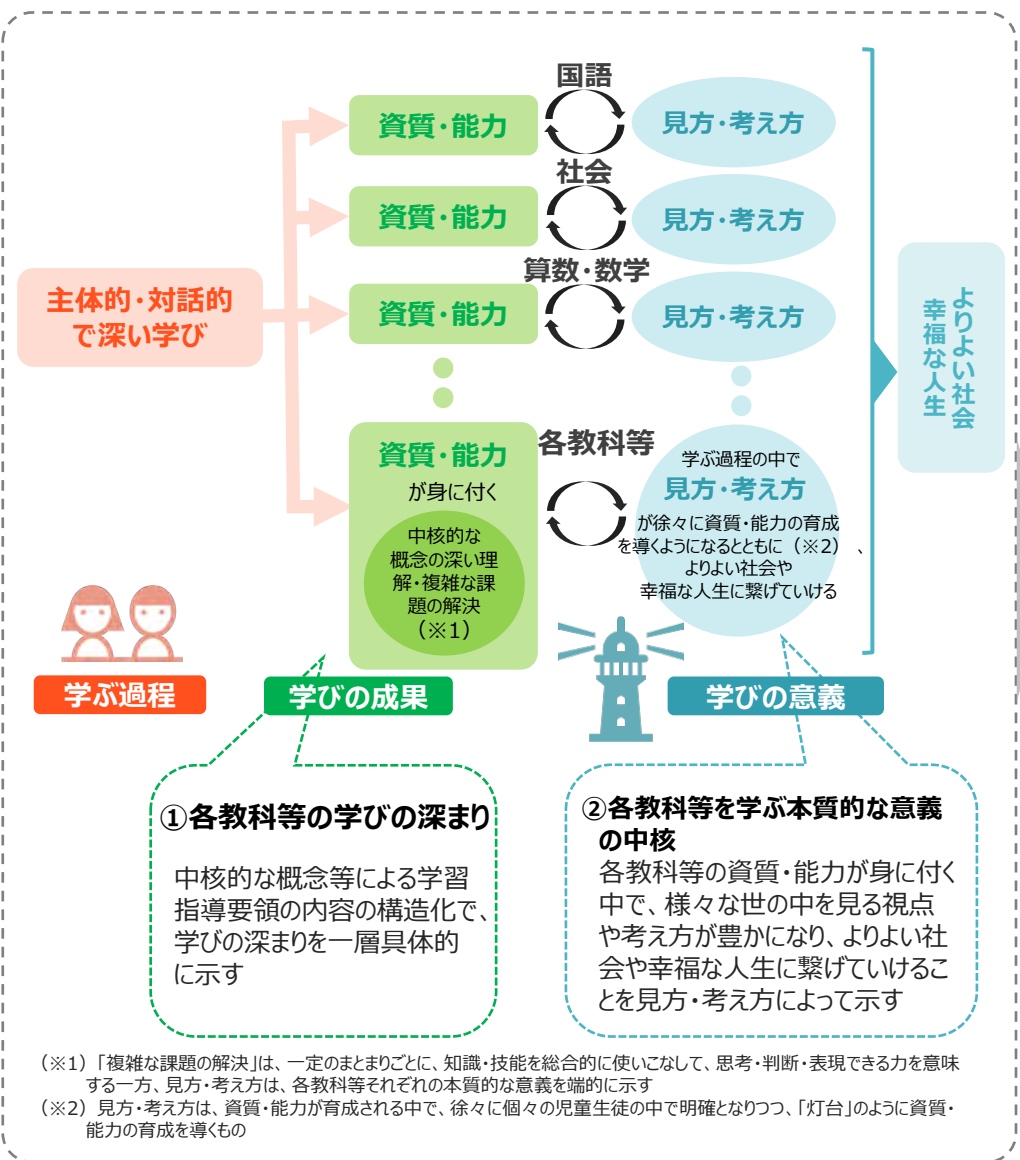 国語
資質・能力
見方・考え方
社会
資質・能力
見方・考え方
算数・数学
資質・能力
見方・考え方
主体的・対話的
で深い学び
よりよい社会
幸福な人生
各教科等
資質・能力
が身に付く
中核的な
概念の深い理
解・複雑な課
題の解決
(※1)
学ぶ過程の中で
見方・考え方
が徐々に資質・能力の育成
を導くようになるとともに(※2)、
よりよい社会や
幸福な人生に繋げていける
学ぶ過程
学びの成果
学びの意義
①各教科等の学びの深まり
中核的な概念等による学習
指導要領の内容の構造化で、
学びの深まりを一層具体的
に示す
②各教科等を学ぶ本質的な意義
の中核
各教科等の資質・能力が身に付く
中で、様々な世の中を見る視点
や考え方が豊かになり、よりよい社
会や幸福な人生に繋げていけるこ
とを見方・考え方によって示す
(※1)「複雑な課題の解決」は、一定のまとまりごとに、知識・技能を総合的に使いこなして、思考・判断・表現できる力を意味
する一方、見方・考え方は、各教科等それぞれの本質的な意義を端的に示す
(※2)見方・考え方は、資質・能力が育成される中で、徐々に個々の児童生徒の中で明確となりつつ、「灯台」のように資質・
能力の育成を導くもの